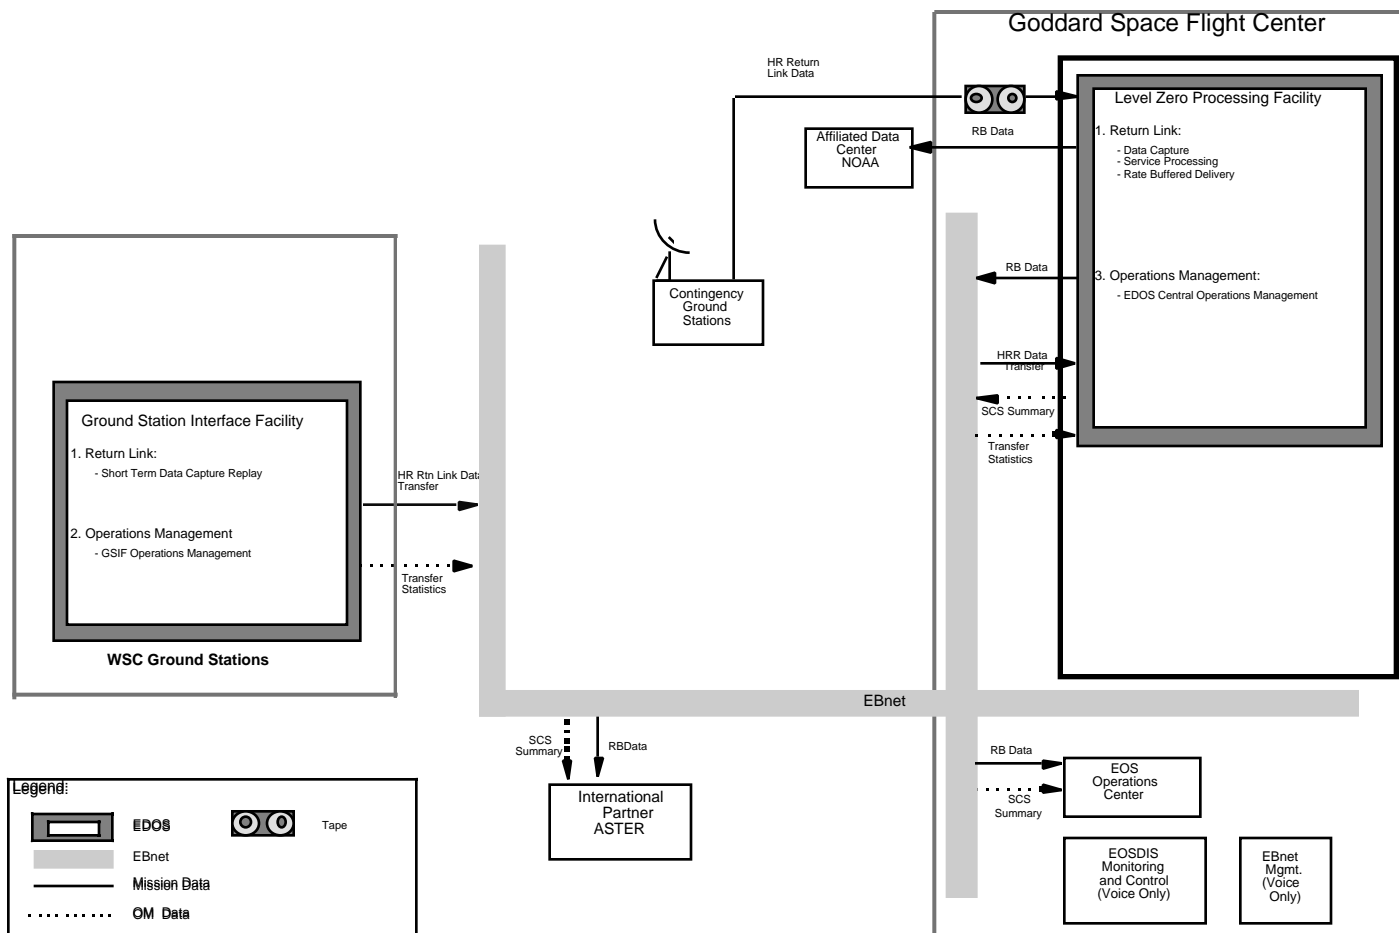 Goddard Space Flight Center
HR Return
Link Data
Level Zero Processing Facility
RB Data
Affiliated Data
Center
NOAA
1. Return Link:
- Data Capture
- Service Processing
- Rate Buffered Delivery
RB Data
3. Operations Management:
- EDOS Central Operations Management
Contingency
Ground
Stations
HRR Data
Transfer
SCS Summary
Transfer
Statistics
Ground Station Interface Facility
1. Return Link:
- Short Term Data Capture Replay
HR Rtn Link Data
Transfer
2. Operations Management
- GSIF Operations Management
Transfer
Statistics
WSC Ground Stations
EBnet
SCS
Summary
RBData
RB Data
EOS
Operations
Center
SCS
Summary
International
Partner
ASTER
EOSDIS
Monitoring
and Control
(Voice Only)
EBnet
Mgmt.
(Voice
Only)
Legend:
EDOS
Tape
EBnet
Mission Data
OM Data